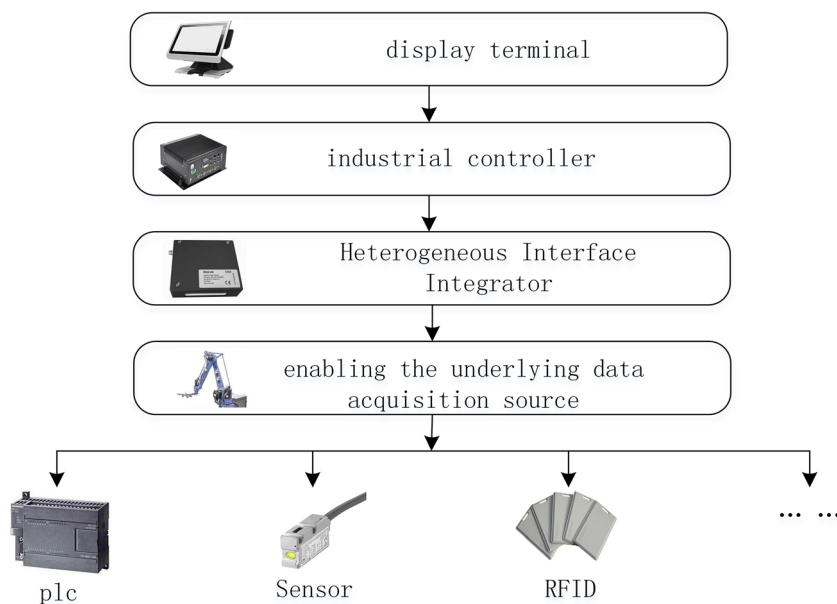 display terminal
industrial controller
Heterogeneous Interface
Integrator
enabling the underlying data
acquisition source
... ...
plc
Sensor
RFID